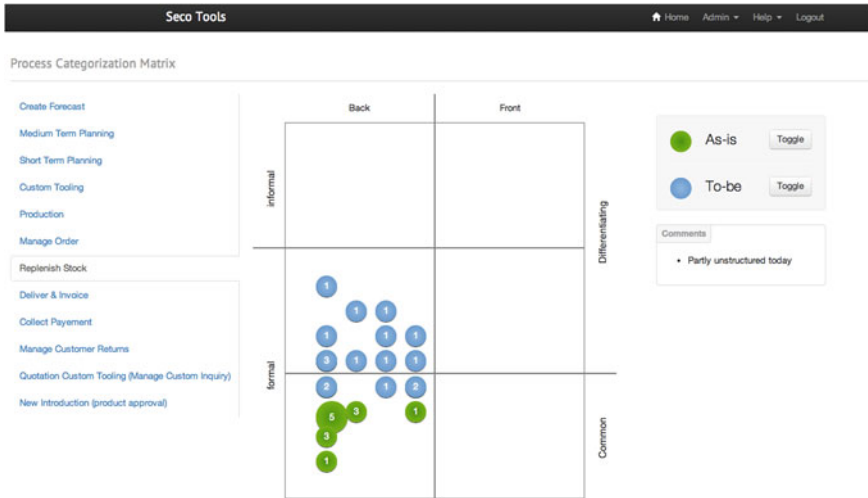 Seco Tools
Home Admin Help Logout
Process Categorization Matrix
Create Forecast
Medium Term Planning
Short Term Planning
Custom Tooling
Production
Manage Order
Replenish Stock
Deliver & Invoice
Collect Payement
Manage Customer Returns
Quotation Custom Tooling (Manage Custom Inquiry)
New Introduction (product approval)
Back Front
informal
formal
Differentiating
Common
1
1 1
1 1 1
3 1 1 1
2 1 2
5 3 1
3
1
As-is Toggle
To-be Toggle
Comments
• Partly unstructured today